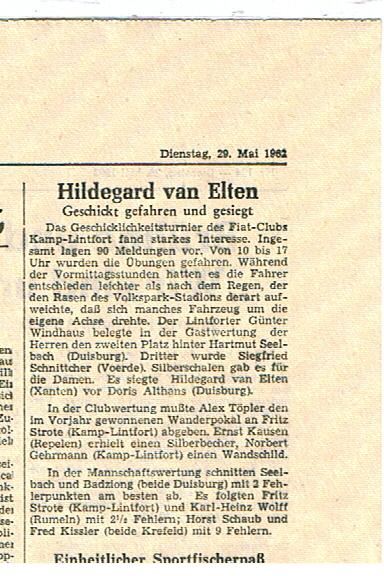 Dienstag, 29. Mai 1962
Hildegard van Elten
Geschickt gefahren und gesiegt
Das Geschicklichkeitsturnier des Fiat-Clubs
Kamp-Lintfort fand starkes Interesse. Inge-
samt lagen 90 Meldungen vor. Von 10 bis 17
Uhr wurden die Übungen gefahren. Während
der Vormittagsstunden hatten es die Fahrer
entschieden leichter als nach dem Regen, der
den Rasen des Volkspark-Stadions derart auf-
weichte, daß sich manches Fahrzeug um die
eigene Achse drehte. Der Lintforter Günter
Windhaus belegte in der Gastwertung der
Herren den zweiten Platz hinter Hartmut Seel-
bach (Duisburg). Dritter wurde Siegfried
Schnittcher (Voerde). Silberschalen gab es für
die Damen. Es siegte Hildegard van Elten
(Xanten) vor Doris Althans (Duisburg).
In der Clubwertung mußte Alex Töpler den
im Vorjahr gewonnenen Wanderpokal an Fritz
Strote (Kamp-Lintfort) abgeben. Ernst Kausen
(Repelen) erhielt einen Silberbecher, Norbert
Gehrmann (Kamp-Lintfort) einen Wandschild.
In der Mannschaftswertung schnitten Seel-
bach und Badziong (beide Duisburg) mit 2 Feh-
lerpunkten am besten ab. Es folgten Fritz
Strote (Kamp-Lintfort) und Karl-Heinz Wolff
(Rumeln) mit 2½ Fehlern; Horst Schaub und
Fred Kissler (beide Krefeld) mit 9 Fehlern.
Einheitlicher Sportfischerpaß